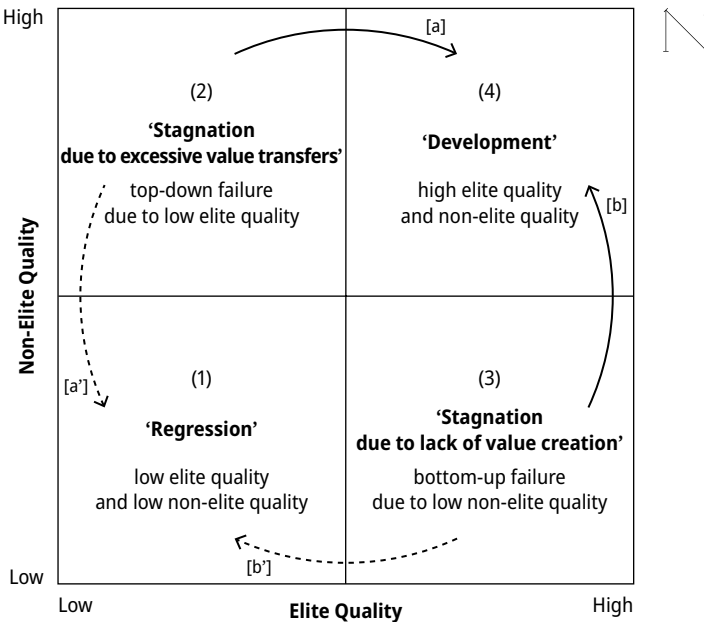 High
[a]
(2)
‘Stagnation
due to excessive value transfers’
top-down failure
due to low elite quality
(4)
‘Development’
high elite quality
and non-elite quality
[b]
Non-Elite Quality
[a’]
(1)
‘Regression’
low elite quality
and low non-elite quality
(3)
‘Stagnation
due to lack of value creation’
bottom-up failure
due to low non-elite quality
[b’]
Low
Low
Elite Quality
High